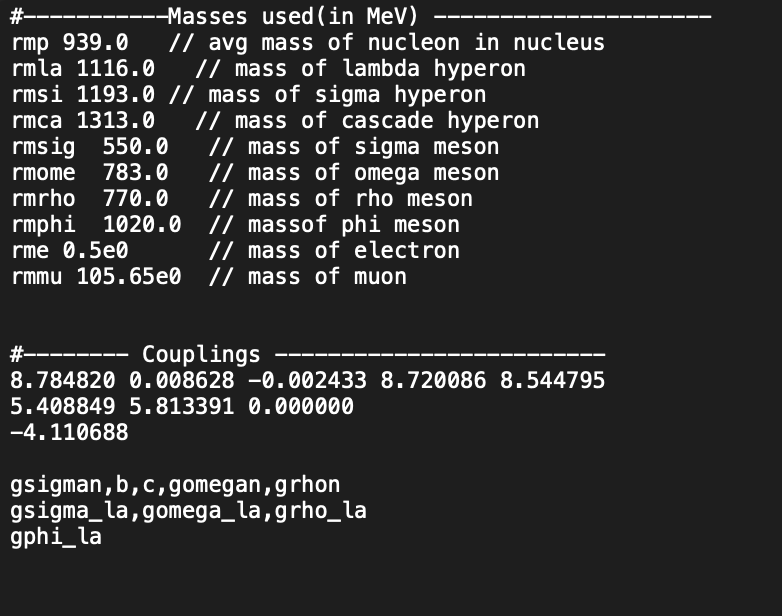 #-----------Masses used(in MeV) ---------------------
rmp 939.0   // avg mass of nucleon in nucleus
rmla 1116.0   // mass of lambda hyperon
rmsi 1193.0 // mass of sigma hyperon
rmca 1313.0   // mass of cascade hyperon
rmsig  550.0   // mass of sigma meson
rmome  783.0   // mass of omega meson
rmrho  770.0   // mass of rho meson
rmphi  1020.0  // massof phi meson
rme 0.5e0      // mass of electron
rmmu 105.65e0  // mass of muon
#-------- Couplings -------------------------
8.784820 0.008628 -0.002433 8.720086 8.544795
5.408849 5.813391 0.000000
-4.110688
gsigman,b,c,gomegan,grhon
gsigma_la,gomega_la,grho_la
gphi_la